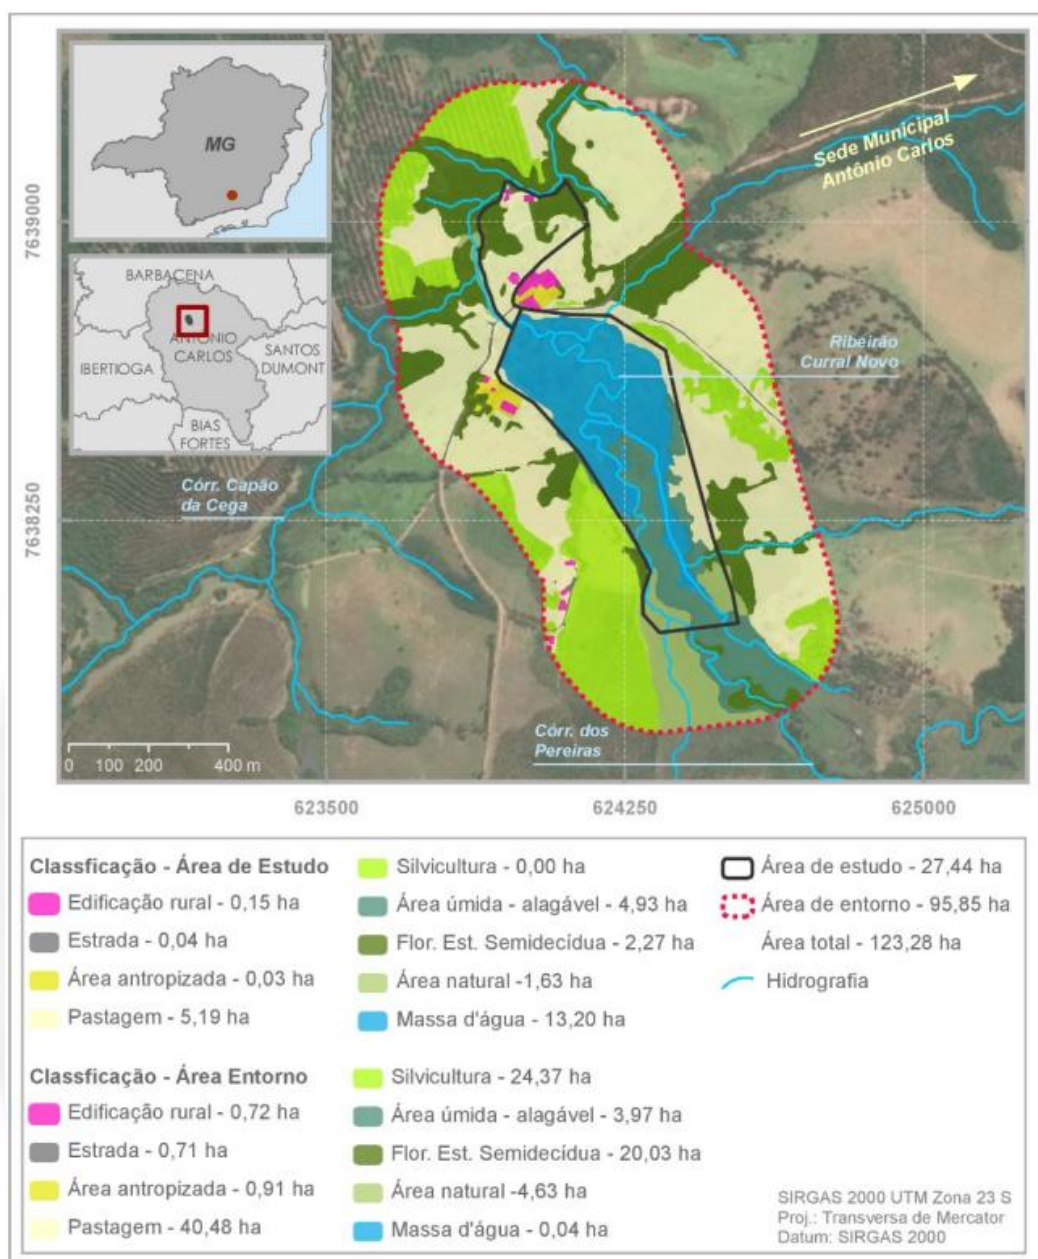 MG
BARBACENA
ANTÔNIO
CARLOS
IBERTIOGA
SANTOS
DUMONT
BIAS
FORTES
Sede Municipal
Antônio Carlos
Ribeirão
Curral Novo
Córr. Capão
da Cega
Córr. dos
Pereiras
7639000
7638250
0 100 200 400 m
623500 624250 625000
Classficação - Área de Estudo
Edificação rural - 0,15 ha
Estrada - 0,04 ha
Área antropizada - 0,03 ha
Pastagem - 5,19 ha
Silvicultura - 0,00 ha
Área úmida - alagável - 4,93 ha
Flor. Est. Semidecídua - 2,27 ha
Área natural -1,63 ha
Massa d'água - 13,20 ha
Área de estudo - 27,44 ha
Área de entorno - 95,85 ha
Área total - 123,28 ha
Hidrografia
Classficação - Área Entorno
Edificação rural - 0,72 ha
Estrada - 0,71 ha
Área antropizada - 0,91 ha
Pastagem - 40,48 ha
Silvicultura - 24,37 ha
Área úmida - alagável - 3,97 ha
Flor. Est. Semidecídua - 20,03 ha
Área natural -4,63 ha
Massa d'água - 0,04 ha
SIRGAS 2000 UTM Zona 23 S
Proj.: Transversa de Mercator
Datum: SIRGAS 2000